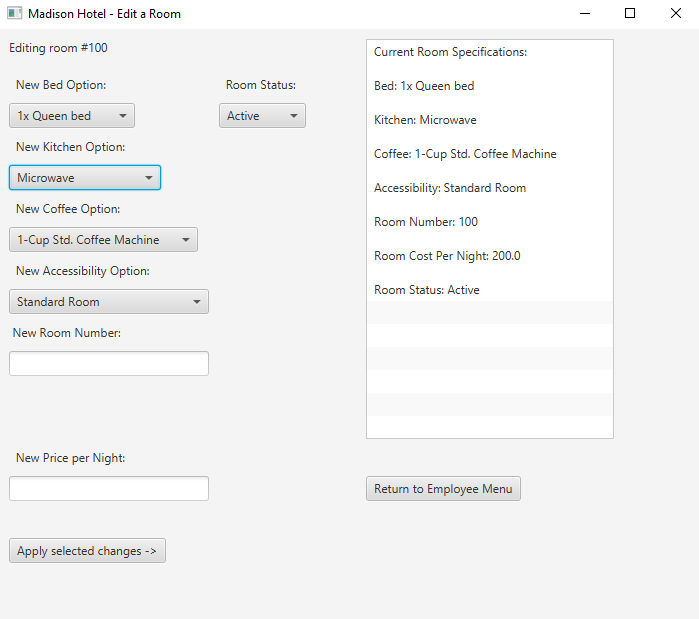 Madison Hotel - Edit a Room
Editing room #100
New Bed Option:
Room Status:
1x Queen bed
Active
New Kitchen Option:
Microwave
New Coffee Option:
1-Cup Std. Coffee Machine
New Accessibility Option:
Standard Room
New Room Number:
New Price per Night:
Apply selected changes ->
Current Room Specifications:
Bed: 1x Queen bed
Kitchen: Microwave
Coffee: 1-Cup Std. Coffee Machine
Accessibility: Standard Room
Room Number: 100
Room Cost Per Night: 200.0
Room Status: Active
Return to Employee Menu